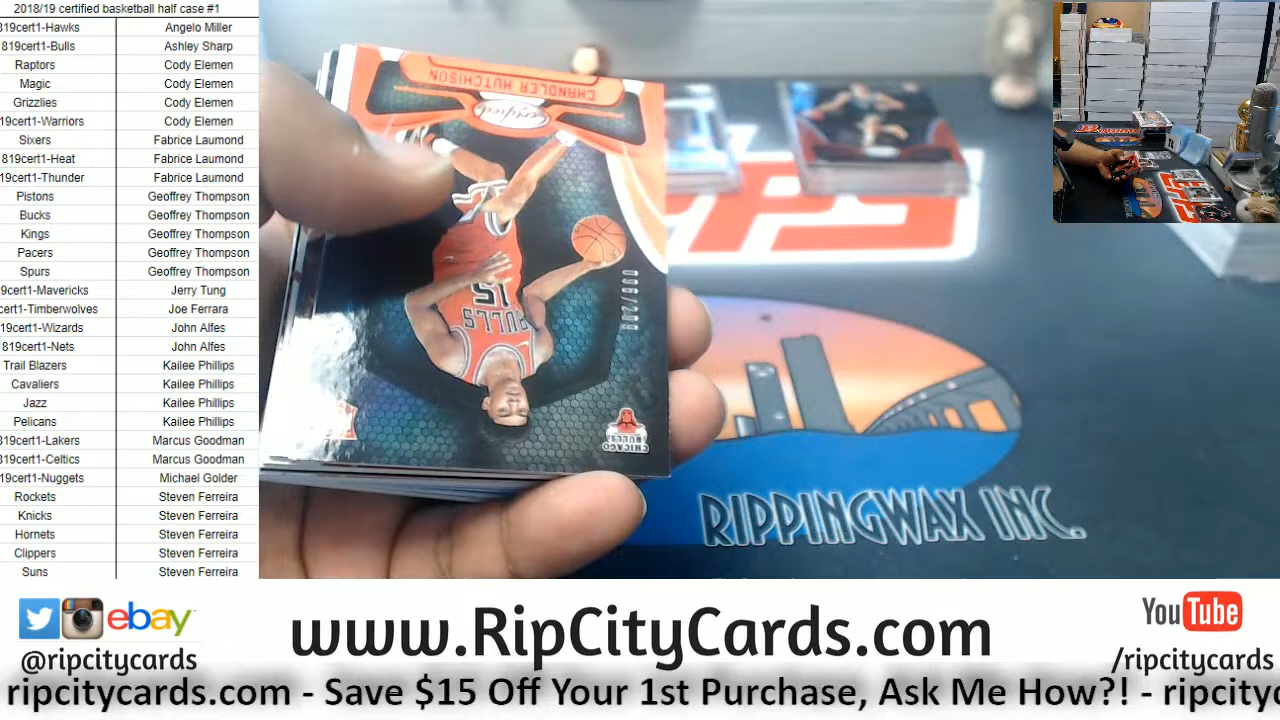 2018/19 certified basketball half case #1
819cert1-Hawks Angelo Miller
819cert1-Bulls Ashley Sharp
Raptors Cody Elemen
Magic Cody Elemen
Grizzlies Cody Elemen
19cert1-Warriors Cody Elemen
Sixers Fabrice Laumond
819cert1-Heat Fabrice Laumond
19cert1-Thunder Fabrice Laumond
Pistons Geoffrey Thompson
Bucks Geoffrey Thompson
Kings Geoffrey Thompson
Pacers Geoffrey Thompson
Spurs Geoffrey Thompson
9cert1-Mavericks Jerry Tung
cert1-Timberwolves Joe Ferrara
19cert1-Wizards John Alfes
819cert1-Nets John Alfes
Trail Blazers Kailee Phillips
Cavaliers Kailee Phillips
Jazz Kailee Phillips
Pelicans Kailee Phillips
819cert1-Lakers Marcus Goodman
819cert1-Celtics Marcus Goodman
19cert1-Nuggets Michael Golder
Rockets Steven Ferreira
Knicks Steven Ferreira
Hornets Steven Ferreira
Clippers Steven Ferreira
Suns Steven Ferreira
CHANDLER HUTCHISON
Certified
BULLS
15
096/299
CHICAGO
BULLS
RIPPINGWAX INC.
ebay
@ripcitycards
www.RipCityCards.com
YouTube
/ripcitycards
ripcitycards.com - Save $15 Off Your 1st Purchase, Ask Me How?! - ripcityc